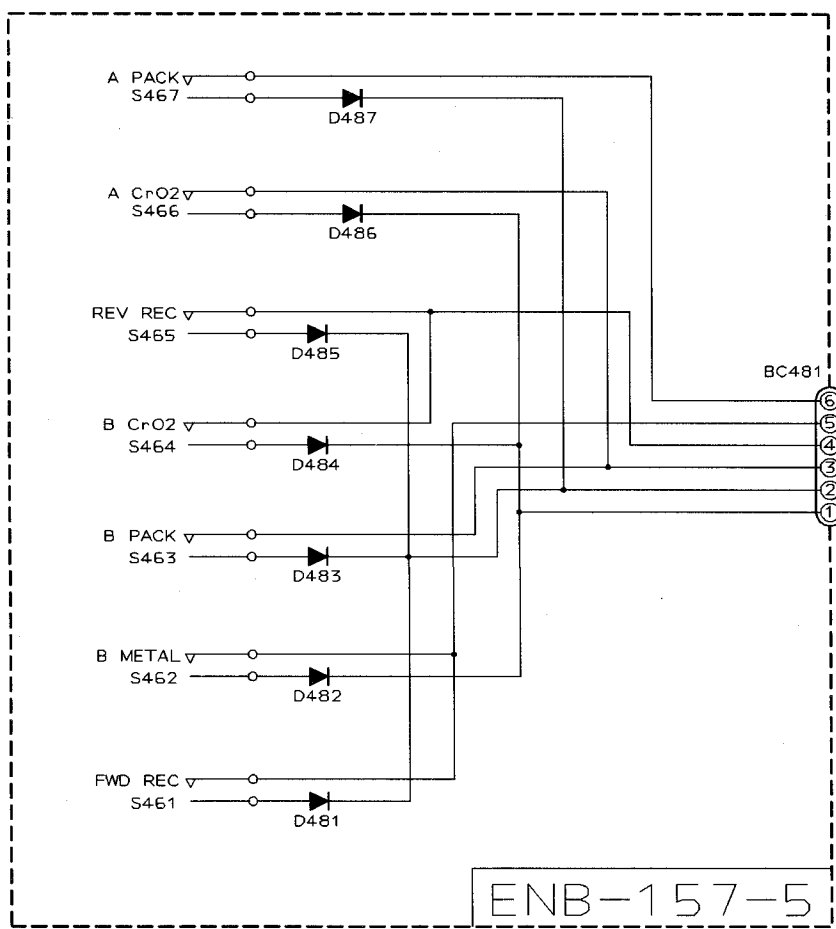 A PACK
S467
D487
A CrO2
S466
D486
REV REC
S465
D485
BC481
6
B CrO2
5
S464
4
D484
3
2
1
B PACK
S463
D483
B METAL
S462
D482
FWD REC
S461
D481
ENB-157-5